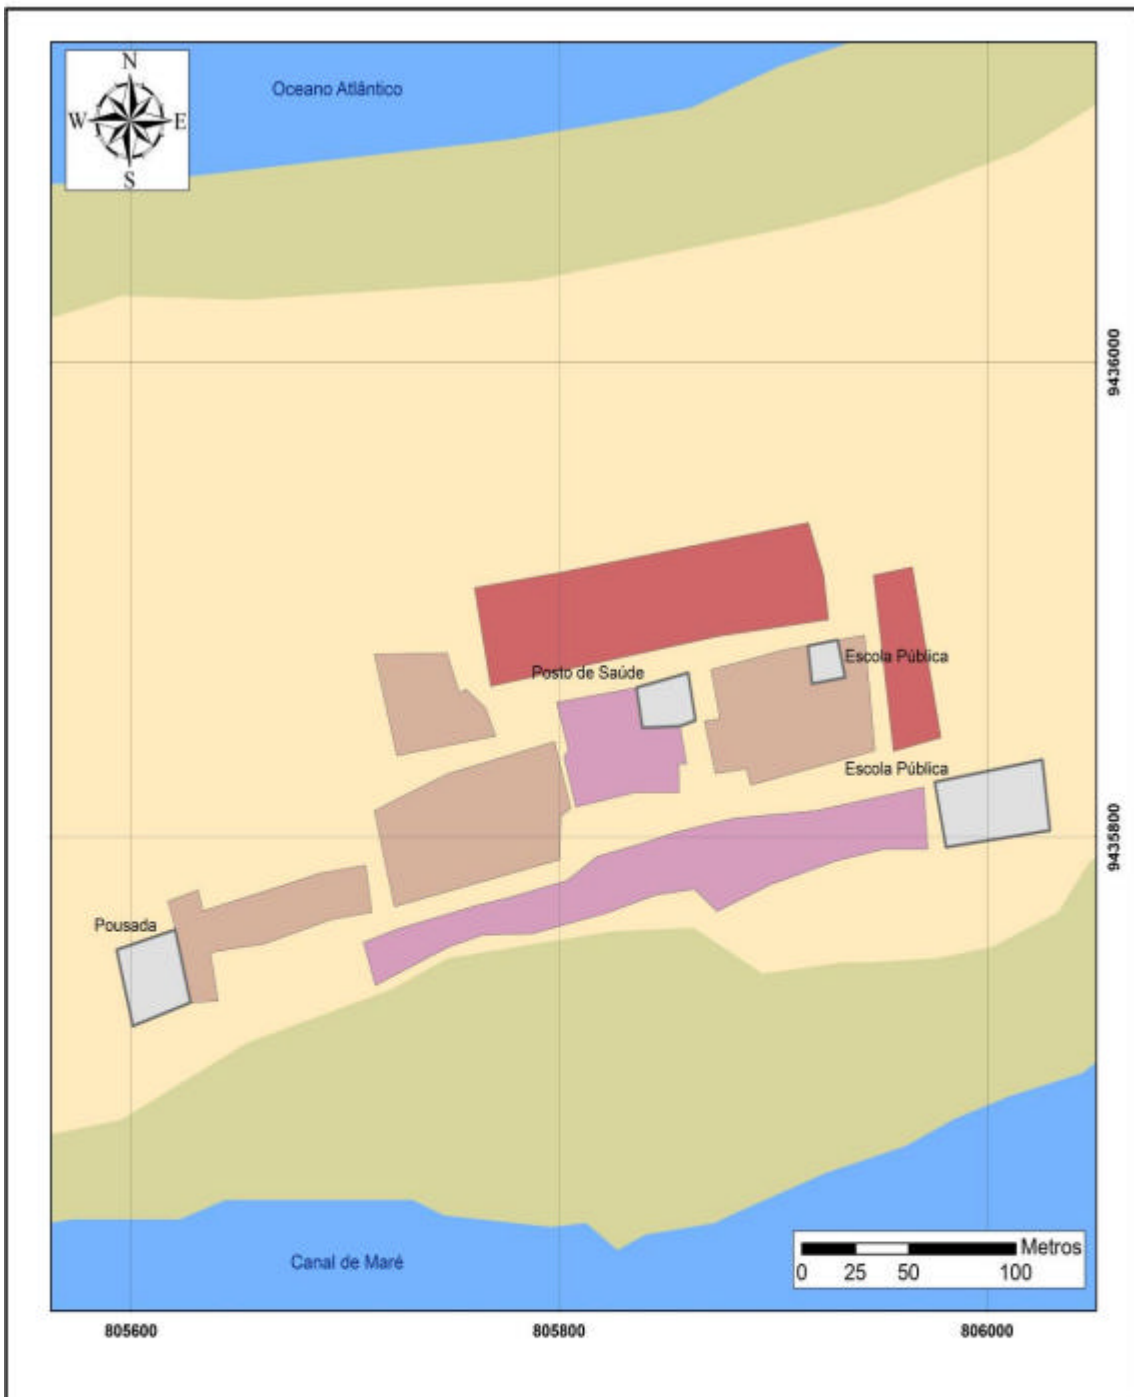 N
Oceano Atlântico
W E
S
9436000
Posto de Saúde
Escola Pública
Escola Pública
9435800
Pousada
Canal de Maré
Metros
0 25 50 100
805600 805800 806000